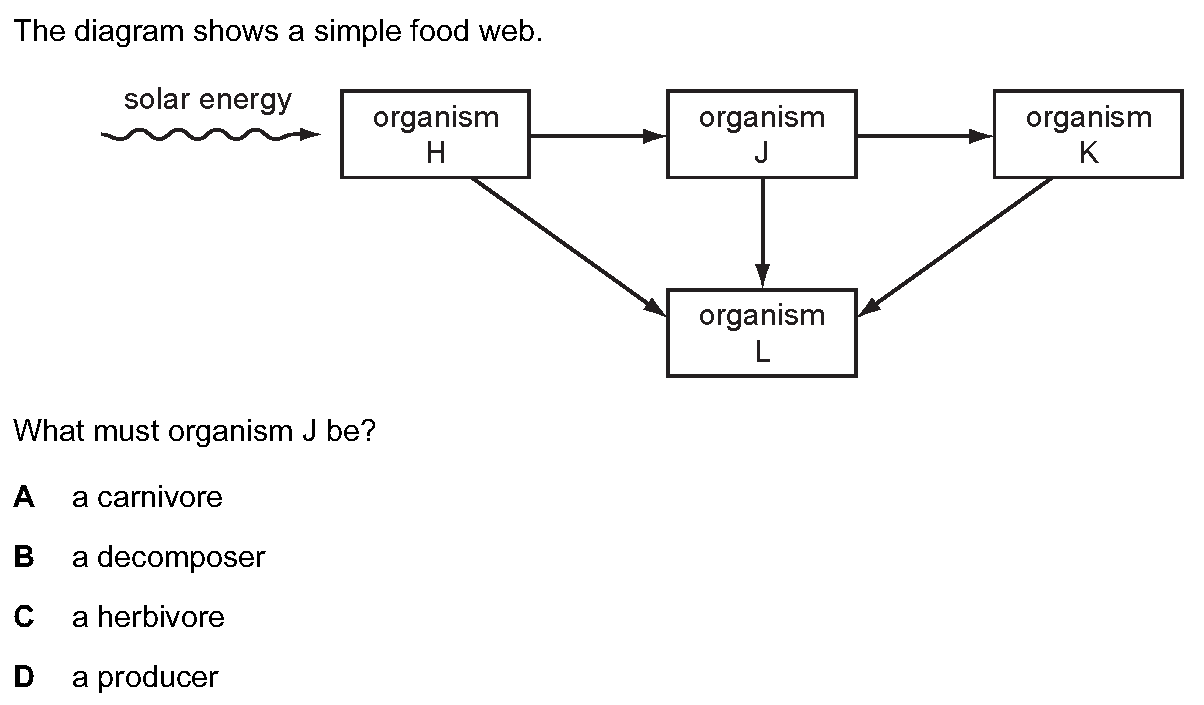 The diagram shows a simple food web.
solar energy
organism
H
organism
J
organism
K
organism
L
What must organism J be?
A a carnivore
B a decomposer
C a herbivore
D a producer